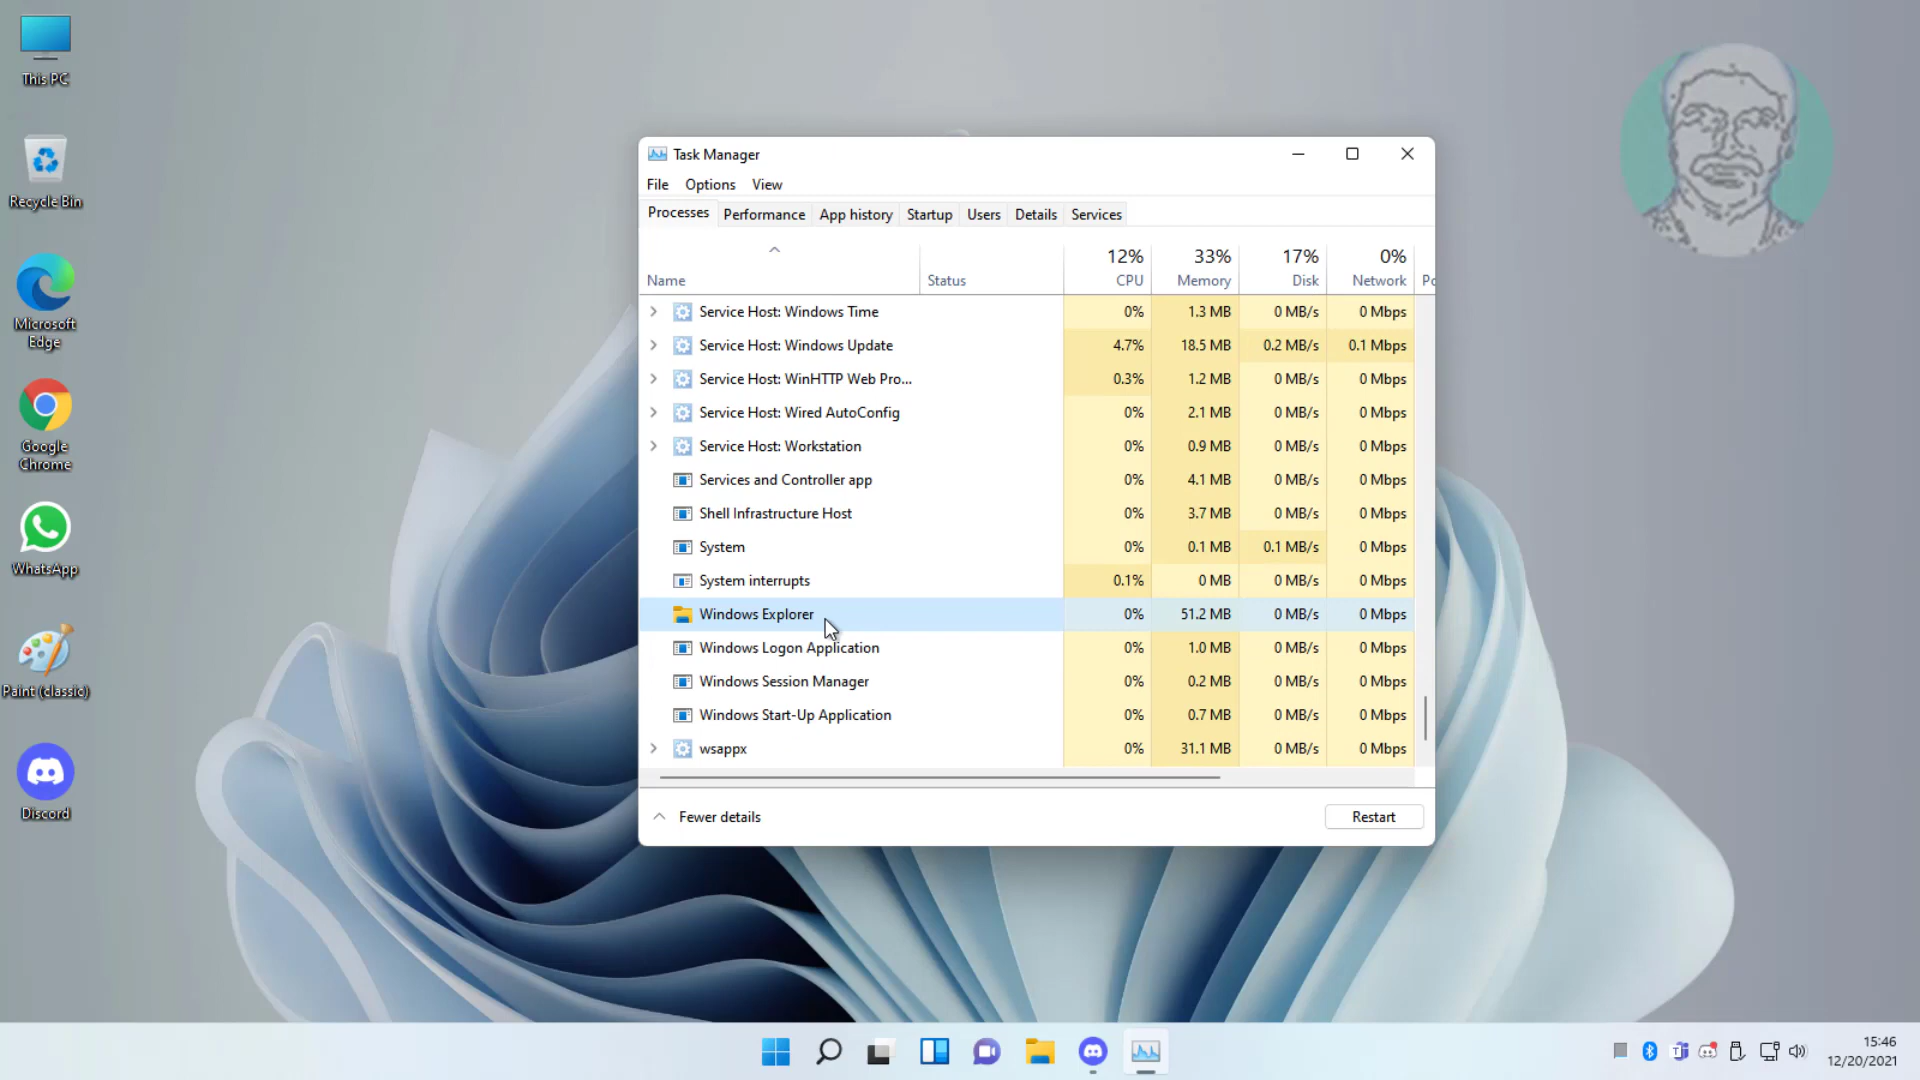 This PC
Recycle Bin
Microsoft
Edge
Google
Chrome
WhatsApp
Paint (classic)
Discord
Task Manager
File Options View
Processes Performance App history Startup Users Details Services
12% 33% 17% 0%
Name Status CPU Memory Disk Network Po
Service Host: Windows Time 0% 1.3 MB 0 MB/s 0 Mbps
Service Host: Windows Update 4.7% 18.5 MB 0.2 MB/s 0.1 Mbps
Service Host: WinHTTP Web Pro... 0.3% 1.2 MB 0 MB/s 0 Mbps
Service Host: Wired AutoConfig 0% 2.1 MB 0 MB/s 0 Mbps
Service Host: Workstation 0% 0.9 MB 0 MB/s 0 Mbps
Services and Controller app 0% 4.1 MB 0 MB/s 0 Mbps
Shell Infrastructure Host 0% 3.7 MB 0 MB/s 0 Mbps
System 0% 0.1 MB 0.1 MB/s 0 Mbps
System interrupts 0.1% 0 MB 0 MB/s 0 Mbps
Windows Explorer 0% 51.2 MB 0 MB/s 0 Mbps
Windows Logon Application 0% 1.0 MB 0 MB/s 0 Mbps
Windows Session Manager 0% 0.2 MB 0 MB/s 0 Mbps
Windows Start-Up Application 0% 0.7 MB 0 MB/s 0 Mbps
wsappx 0% 31.1 MB 0 MB/s 0 Mbps
Fewer details Restart
15:46
12/20/2021